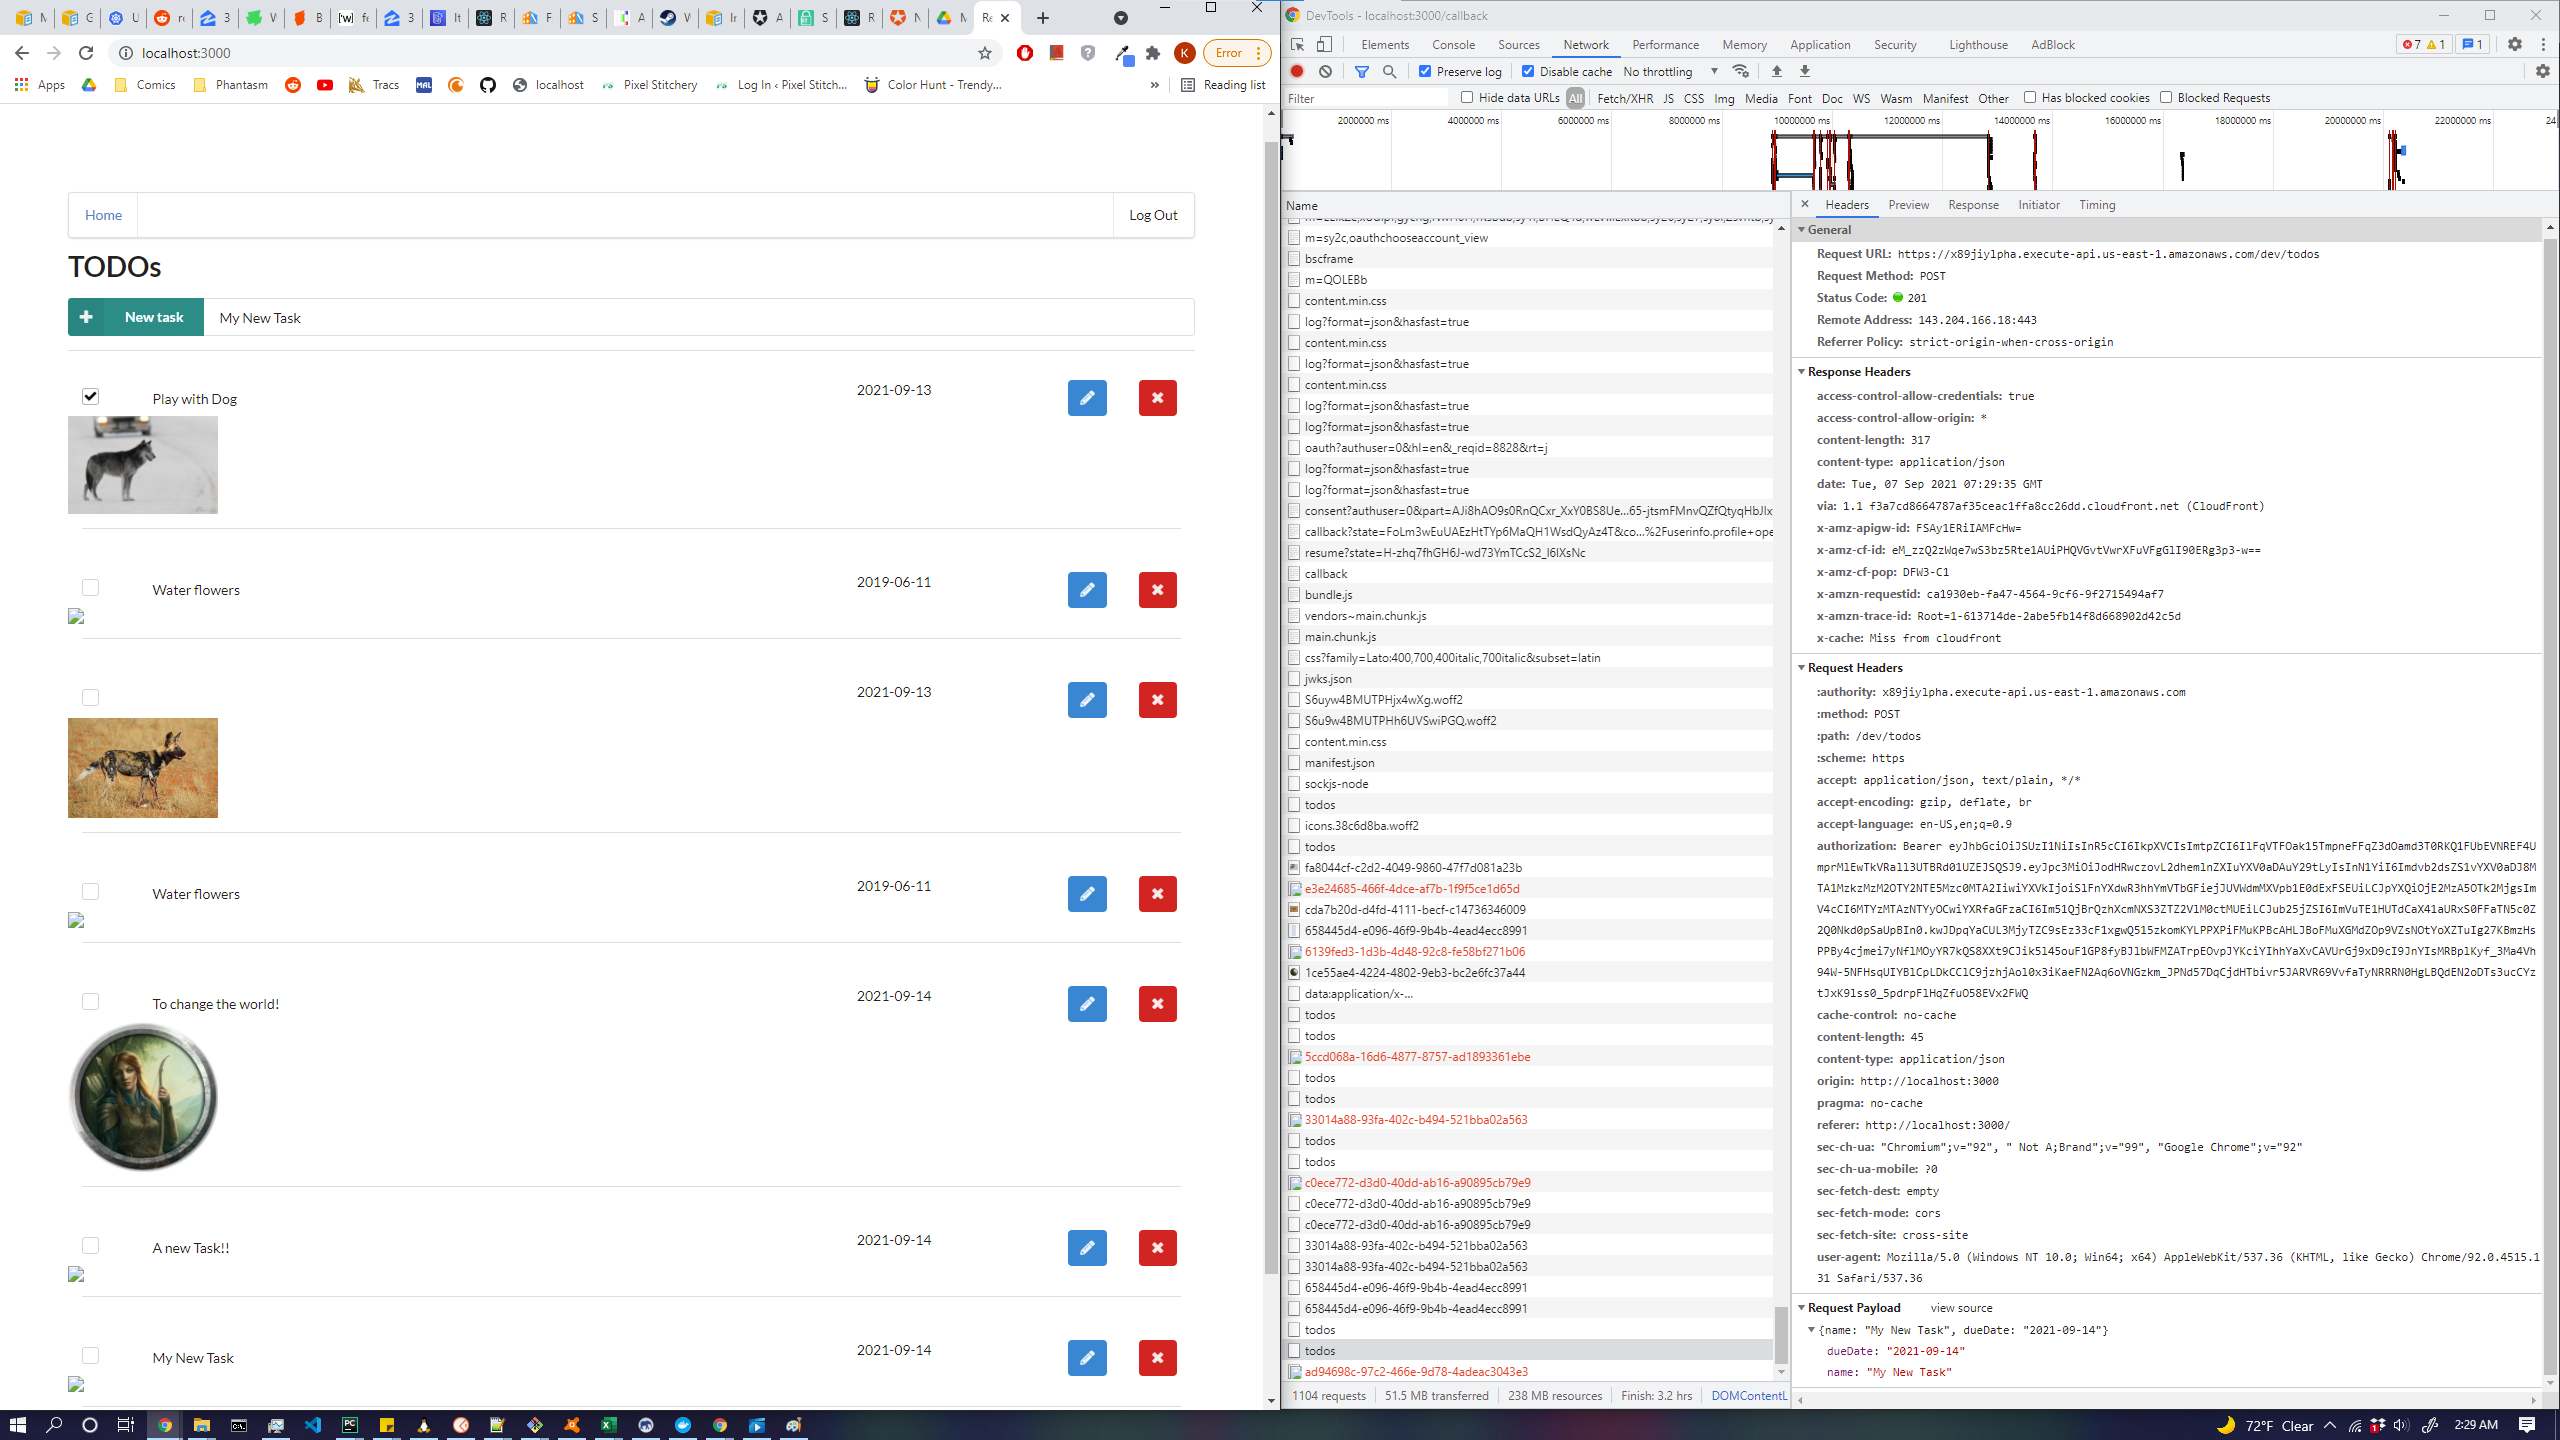 localhost:3000
Error
Apps
Comics
Phantasm
Tracs
MAL
localhost
Pixel Stitchery
Log In ‹ Pixel Stitch...
Color Hunt - Trendy...
»
Reading list
Home
Log Out
TODOs
New task
My New Task
Play with Dog
2021-09-13
Water flowers
2019-06-11
2021-09-13
Water flowers
2019-06-11
To change the world!
2021-09-14
A new Task!!
2021-09-14
My New Task
2021-09-14
DevTools - localhost:3000/callback
Elements Console Sources Network Performance Memory Application Security Lighthouse AdBlock
7 1 1
Preserve log Disable cache No throttling
Filter Hide data URLs All Fetch/XHR JS CSS Img Media Font Doc WS Wasm Manifest Other Has blocked cookies Blocked Requests
2000000 ms 4000000 ms 6000000 ms 8000000 ms 10000000 ms 12000000 ms 14000000 ms 16000000 ms 18000000 ms 20000000 ms 22000000 ms 24
Name
m=sy2c,oauthchooseaccount_view
bscframe
m=QOLEBb
content.min.css
log?format=json&hasfast=true
content.min.css
log?format=json&hasfast=true
content.min.css
log?format=json&hasfast=true
log?format=json&hasfast=true
oauth?authuser=0&hl=en&_reqid=8828&rt=j
log?format=json&hasfast=true
log?format=json&hasfast=true
callback
bundle.js
vendors~main.chunk.js
main.chunk.js
css?family=Lato:400,700,400italic,700italic&subset=latin
jwks.json
S6uyw4BMUTPHjx4wXg.woff2
S6u9w4BMUTPHh6UVSwiPGQ.woff2
content.min.css
manifest.json
sockjs-node
todos
icons.38c6d8ba.woff2
todos
fa8044cf-c2d2-4049-9860-47f7d081a23b
e3e24685-466f-4dce-af7b-1f9f5ce1d65d
cda7b20d-d4fd-4111-becf-c14736346009
658445d4-e096-46f9-9b4b-4ead4ecc8991
6139fed3-1d3b-4d48-92c8-fe58bf271b06
1ce55ae4-4224-4802-9eb3-bc2e6fc37a44
data:application/x-...
todos
todos
5ccd068a-16d6-4877-8757-ad1893361ebe
todos
todos
33014a88-93fa-402c-b494-521bba02a563
todos
todos
c0ece772-d3d0-40dd-ab16-a90895cb79e9
c0ece772-d3d0-40dd-ab16-a90895cb79e9
c0ece772-d3d0-40dd-ab16-a90895cb79e9
33014a88-93fa-402c-b494-521bba02a563
33014a88-93fa-402c-b494-521bba02a563
658445d4-e096-46f9-9b4b-4ead4ecc8991
658445d4-e096-46f9-9b4b-4ead4ecc8991
todos
todos
ad94698c-97c2-466e-9d78-4adeac3043e3
1104 requests 51.5 MB transferred 238 MB resources Finish: 3.2 hrs DOMContentL
Headers Preview Response Initiator Timing
General
Request URL: https://x89jiylpha.execute-api.us-east-1.amazonaws.com/dev/todos
Request Method: POST
Status Code: 201
Remote Address: 143.204.166.18:443
Referrer Policy: strict-origin-when-cross-origin
Response Headers
access-control-allow-credentials: true
access-control-allow-origin: *
content-length: 317
content-type: application/json
date: Tue, 07 Sep 2021 07:29:35 GMT
via: 1.1 f3a7cd8664787af35ceac1ffa8cc26dd.cloudfront.net (CloudFront)
x-amz-apigw-id: FSAy1ERiIAMFcHw=
x-amz-cf-id: eM_zzQ2zWqe7wS3bz5Rte1AUiPHQVGvtVwrXFuVFgGlI90ERg3p3-w==
x-amz-cf-pop: DFW3-C1
x-amzn-requestid: ca1930eb-fa47-4564-9cf6-9f2715494af7
x-amzn-trace-id: Root=1-613714de-2abe5fb14f8d668902d42c5d
x-cache: Miss from cloudfront
Request Headers
:authority: x89jiylpha.execute-api.us-east-1.amazonaws.com
:method: POST
:path: /dev/todos
:scheme: https
accept: application/json, text/plain, */*
accept-encoding: gzip, deflate, br
accept-language: en-US,en;q=0.9
authorization: Bearer
cache-control: no-cache
content-length: 45
content-type: application/json
origin: http://localhost:3000
pragma: no-cache
referer: http://localhost:3000/
sec-ch-ua: "Chromium";v="92", " Not A;Brand";v="99", "Google Chrome";v="92"
sec-ch-ua-mobile: ?0
sec-fetch-dest: empty
sec-fetch-mode: cors
sec-fetch-site: cross-site
user-agent: Mozilla/5.0 (Windows NT 10.0; Win64; x64) AppleWebKit/537.36 (KHTML, like Gecko) Chrome/92.0.4515.1
31 Safari/537.36
Request Payload view source
{name: "My New Task", dueDate: "2021-09-14"}
dueDate: "2021-09-14"
name: "My New Task"
72°F Clear
2:29 AM